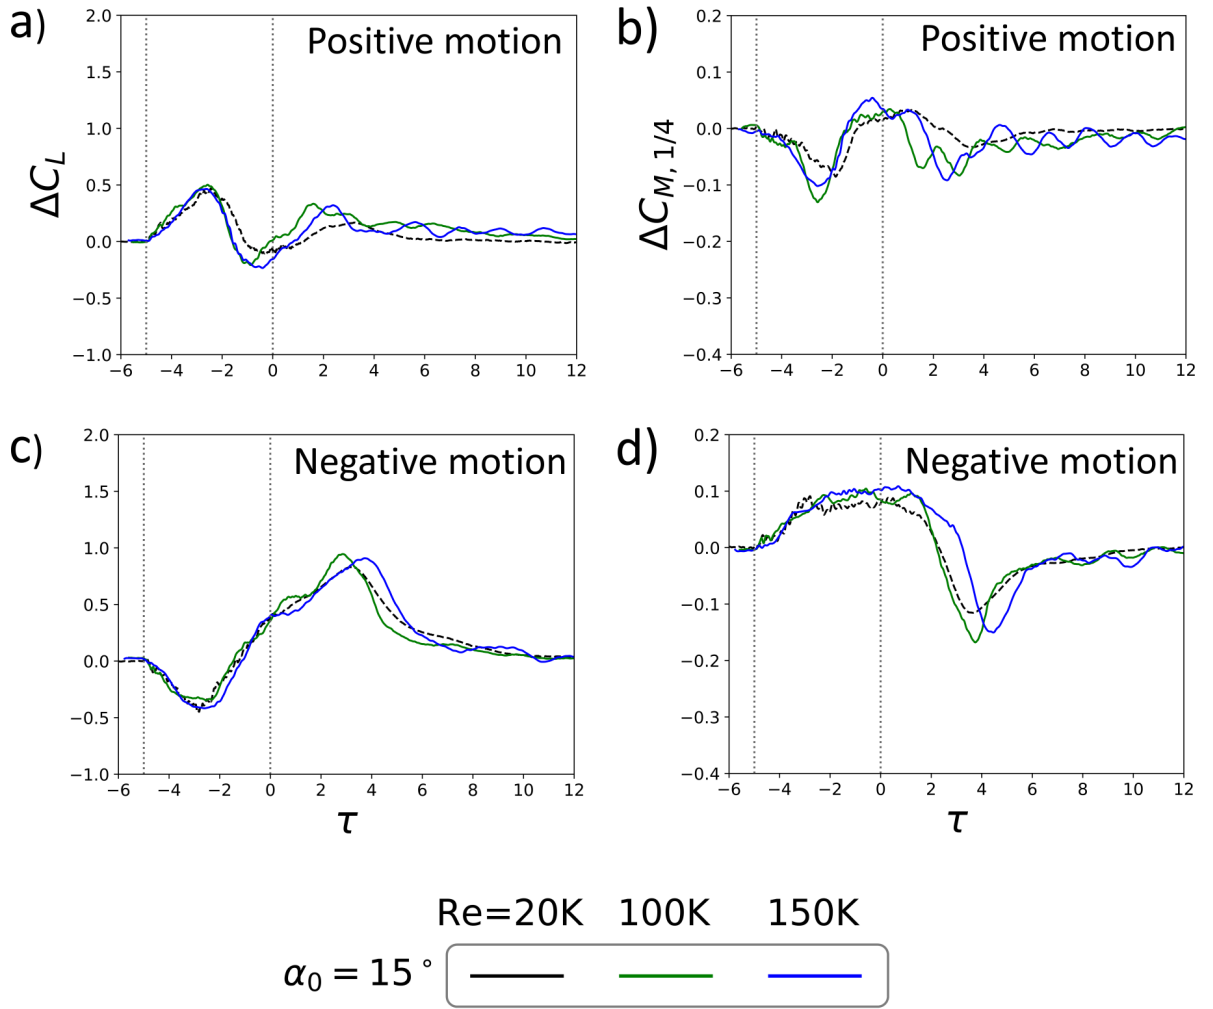 a)
Positive motion
ΔC_L
2.0
1.5
1.0
0.5
0.0
−0.5
−1.0
−6 −4 −2 0 2 4 6 8 10 12
b)
Positive motion
ΔC_{M, 1/4}
0.2
0.1
0.0
−0.1
−0.2
−0.3
−0.4
−6 −4 −2 0 2 4 6 8 10 12
c)
Negative motion
2.0
1.5
1.0
0.5
0.0
−0.5
−1.0
−6 −4 −2 0 2 4 6 8 10 12
τ
d)
Negative motion
0.2
0.1
0.0
−0.1
−0.2
−0.3
−0.4
−6 −4 −2 0 2 4 6 8 10 12
τ
Re=20K 100K 150K
α₀ = 15°